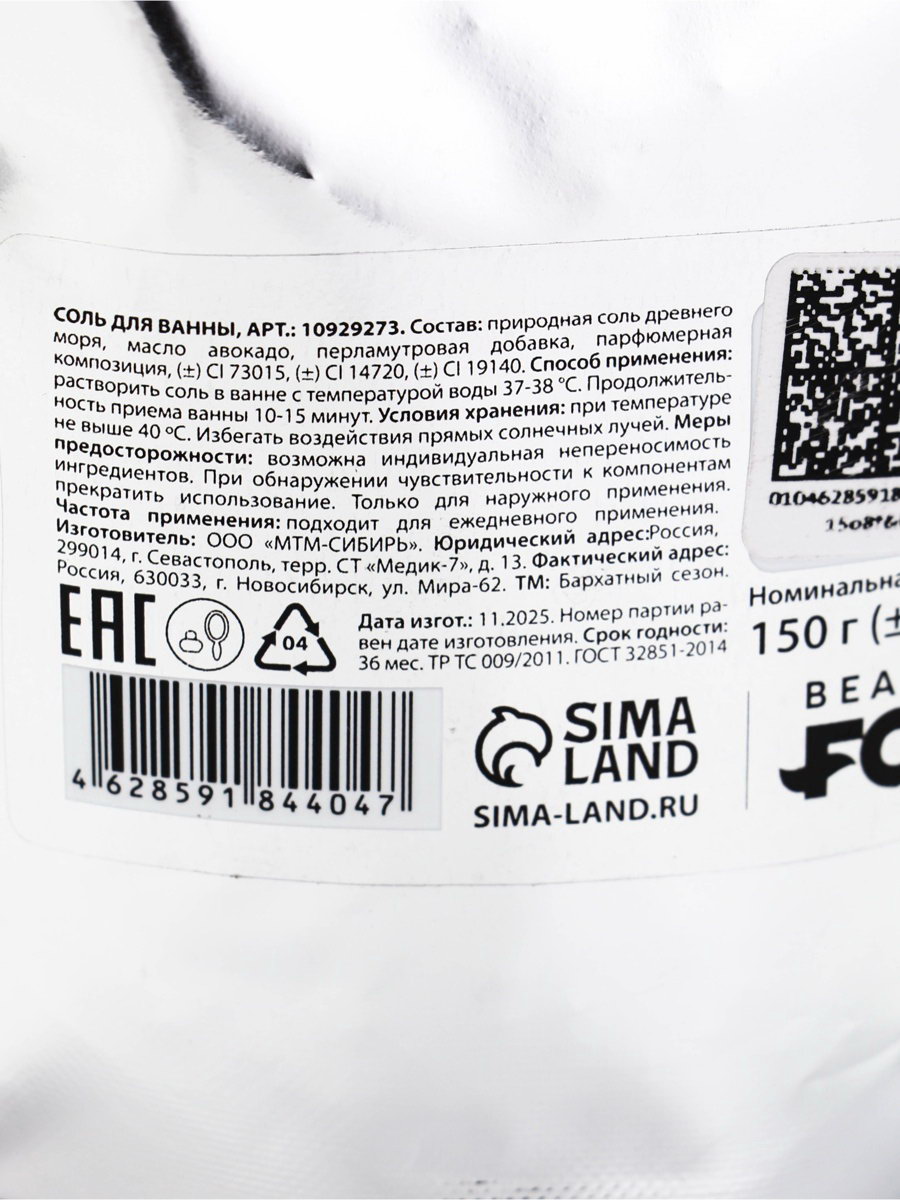 СОЛЬ ДЛЯ ВАННЫ, АРТ.: 10929273. Состав: природная соль древнего
моря, масло авокадо, перламутровая добавка, парфюмерная
композиция, (±) CI 73015, (±) CI 14720, (±) CI 19140. Способ применения:
растворить соль в ванне с температурой воды 37-38 °С. Продолжитель-
ность приема ванны 10-15 минут. Условия хранения: при температуре
не выше 40 ºС. Избегать воздействия прямых солнечных лучей. Меры
предосторожности: возможна индивидуальная непереносимость
ингредиентов. При обнаружении чувствительности к компонентам
прекратить использование. Только для наружного применения.
Частота применения: подходит для ежедневного применения.
Изготовитель: ООО «МТМ-СИБИРЬ». Юридический адрес:Россия,
299014, г. Севастополь, терр. СТ «Медик-7», д. 13. Фактический адрес:
Россия, 630033, г. Новосибирск, ул. Мира-62. ТМ: Бархатный сезон.
ЕАС
04
Дата изгот.: 11.2025. Номер партии ра-
вен дате изготовления. Срок годности:
36 мес. ТР ТС 009/2011. ГОСТ 32851-2014
4 628591 844047
SIMA
LAND
SIMA-LAND.RU
01046285918
Номинальна
150 г (±
BEA
FO